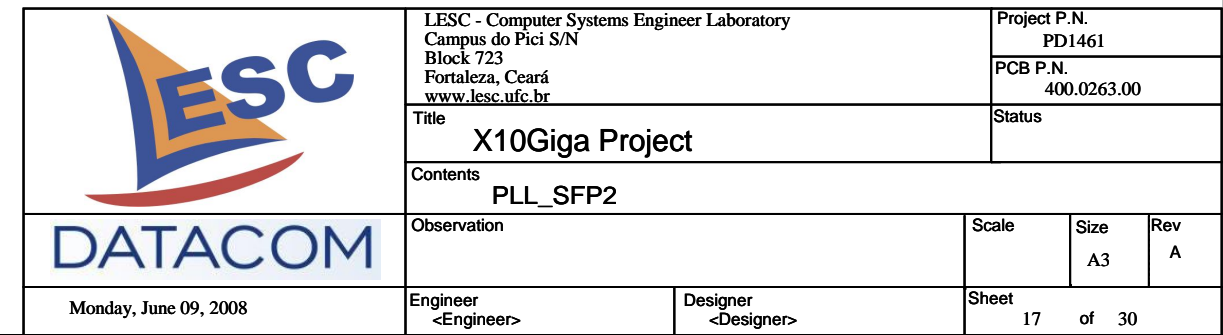 LESC
DATACOM
Monday, June 09, 2008
LESC - Computer Systems Engineer Laboratory
Campus do Pici S/N
Block 723
Fortaleza, Ceará
www.lesc.ufc.br
Project P.N.
PD1461
PCB P.N.
400.0263.00
Title
X10Giga Project
Status
Contents
PLL_SFP2
Observation
Scale
Size
A3
Rev
A
Engineer
<Engineer>
Designer
<Designer>
Sheet
17 of 30